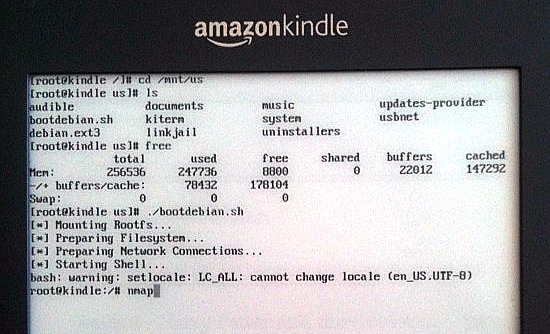 amazonkindle
[root@kindle /]# cd /mnt/us
[root@kindle us]# ls
audible documents music updates-provider
bootdebian.sh kiterm system usbnet
debian.ext3 linkjail uninstallers
[root@kindle us]# free
total used free shared buffers cached
Mem: 256536 247736 8800 0 22012 147292
-/+ buffers/cache: 78432 178104
Swap: 0 0 0
[root@kindle us]# ./bootdebian.sh
[*] Mounting Rootfs...
[*] Preparing Filesystem...
[*] Preparing Network Connections...
[*] Starting Shell...
bash: warning: setlocale: LC_ALL: cannot change locale (en_US.UTF-8)
root@kindle:/# nmap